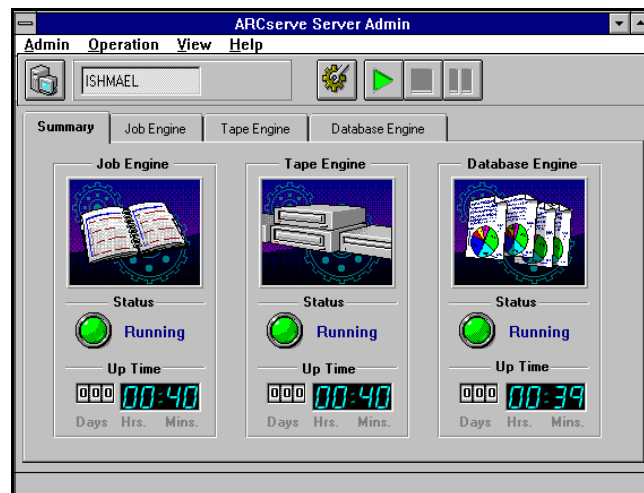 ARCserve Server Admin
Admin Operation View Help
ISHMAEL
Summary Job Engine Tape Engine Database Engine
Job Engine Tape Engine Database Engine
Status Status Status
Running Running Running
Up Time Up Time Up Time
000 00:40 000 00:40 000 00:39
Days Hrs. Mins. Days Hrs. Mins. Days Hrs. Mins.